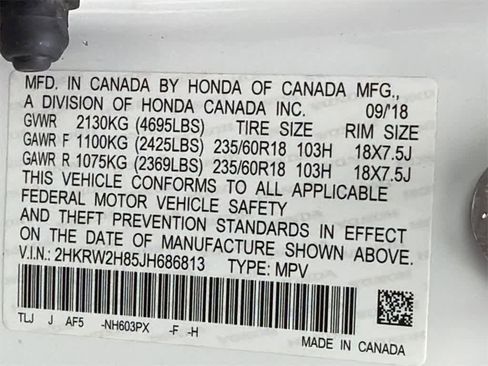 MFD. IN CANADA BY HONDA OF CANADA MFG.,
A DIVISION OF HONDA CANADA INC. 09/'18
GVWR 2130KG (4695LBS) TIRE SIZE RIM SIZE
GAWR F 1100KG (2425LBS) 235/60R18 103H 18X7.5J
GAWR R 1075KG (2369LBS) 235/60R18 103H 18X7.5J
THIS VEHICLE CONFORMS TO ALL APPLICABLE
FEDERAL MOTOR VEHICLE SAFETY
AND THEFT PREVENTION STANDARDS IN EFFECT
ON THE DATE OF MANUFACTURE SHOWN ABOVE.
V.I.N.: 2HKRW2H85JH686813 TYPE: MPV
TLJ J AF5 -NH603PX -F -H
MADE IN CANADA